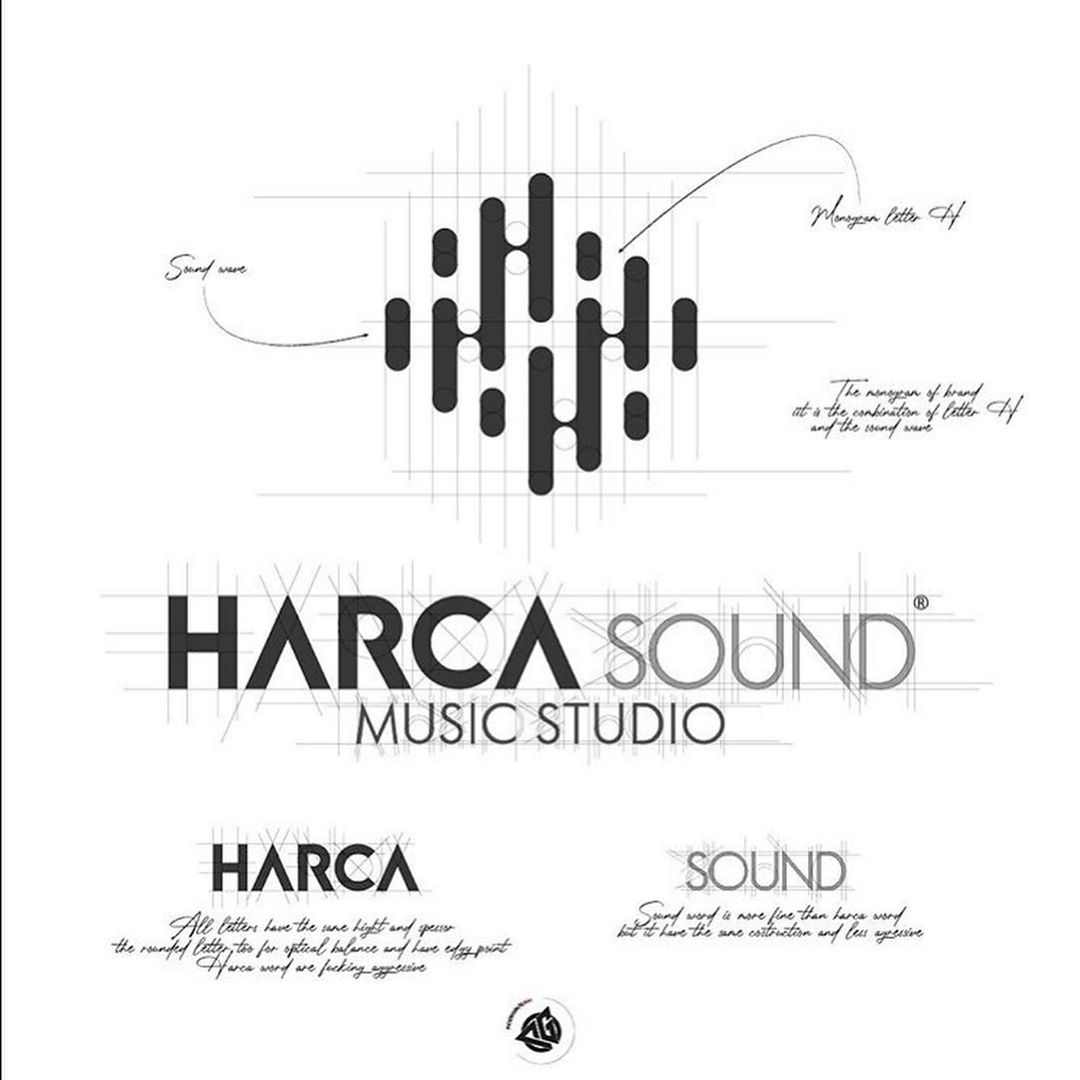 Monogram letter H
Sound wave
The monogram of brand
iit is the combination of letter H
and the sound wave
HARCA SOUND®
MUSIC STUDIO
HARCA
SOUND
All letters have the same hight and spessor
the rounded letter too for optical balance and have edgy point
Harca word are fucking aggressive
Sound word is more fine than harca word
but it have the same costruction and less agressive